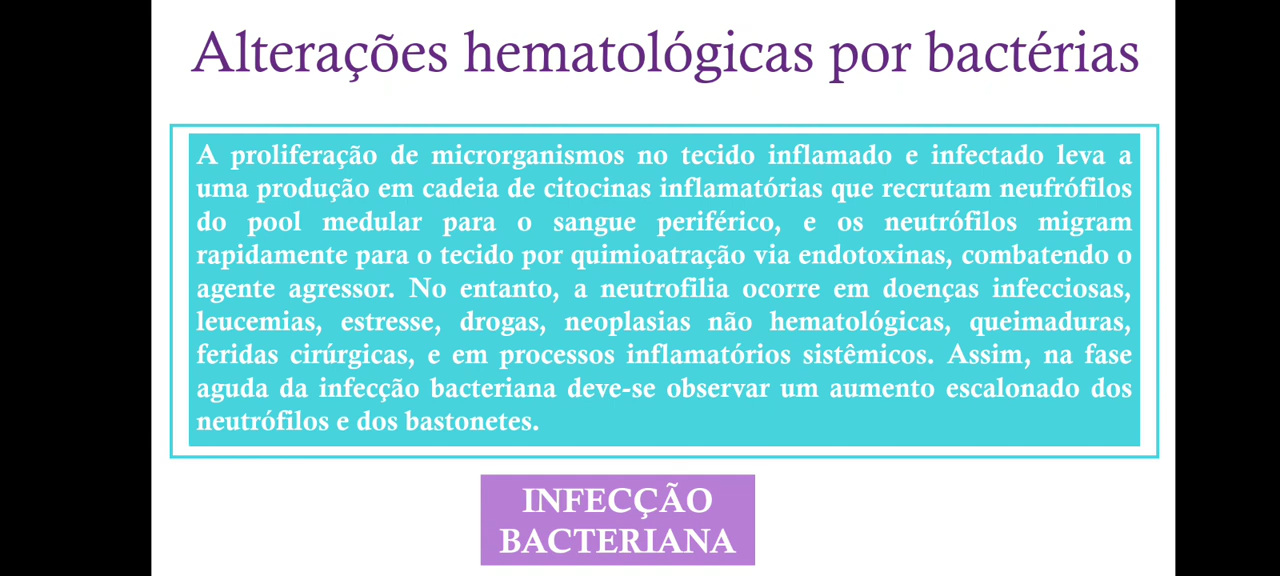 Alterações hematológicas por bactérias
A proliferação de microrganismos no tecido inflamado e infectado leva a
uma produção em cadeia de citocinas inflamatórias que recrutam neufrófilos
do pool medular para o sangue periférico, e os neutrófilos migram
rapidamente para o tecido por quimioatração via endotoxinas, combatendo o
agente agressor. No entanto, a neutrofilia ocorre em doenças infecciosas,
leucemias, estresse, drogas, neoplasias não hematológicas, queimaduras,
feridas cirúrgicas, e em processos inflamatórios sistêmicos. Assim, na fase
aguda da infecção bacteriana deve-se observar um aumento escalonado dos
neutrófilos e dos bastonetes.
INFECÇÃO
BACTERIANA